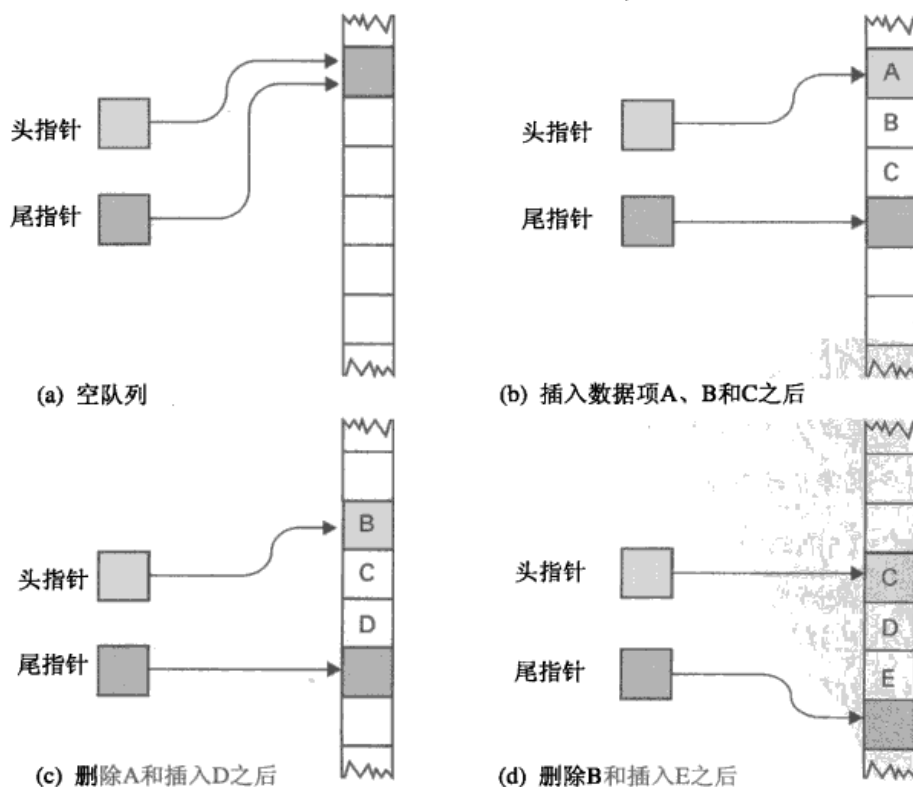 头指针
尾指针
(a) 空队列
头指针
尾指针
A
B
C
(b) 插入数据项A、B和C之后
头指针
尾指针
B
C
D
(c) 删除A和插入D之后
头指针
尾指针
C
D
E
(d) 删除B和插入E之后